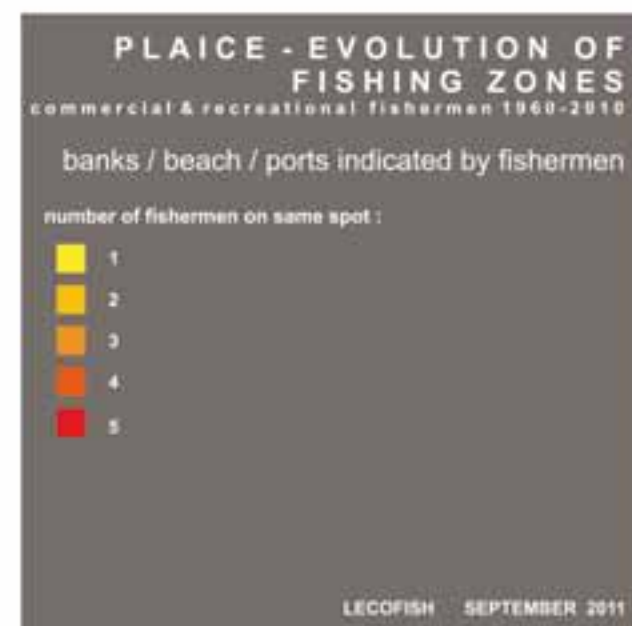 PLAICE - EVOLUTION OF
FISHING ZONES
commercial & recreational fishermen 1960-2010
banks / beach / ports indicated by fishermen
number of fishermen on same spot :
1
2
3
4
5
LECOFISH SEPTEMBER 2011